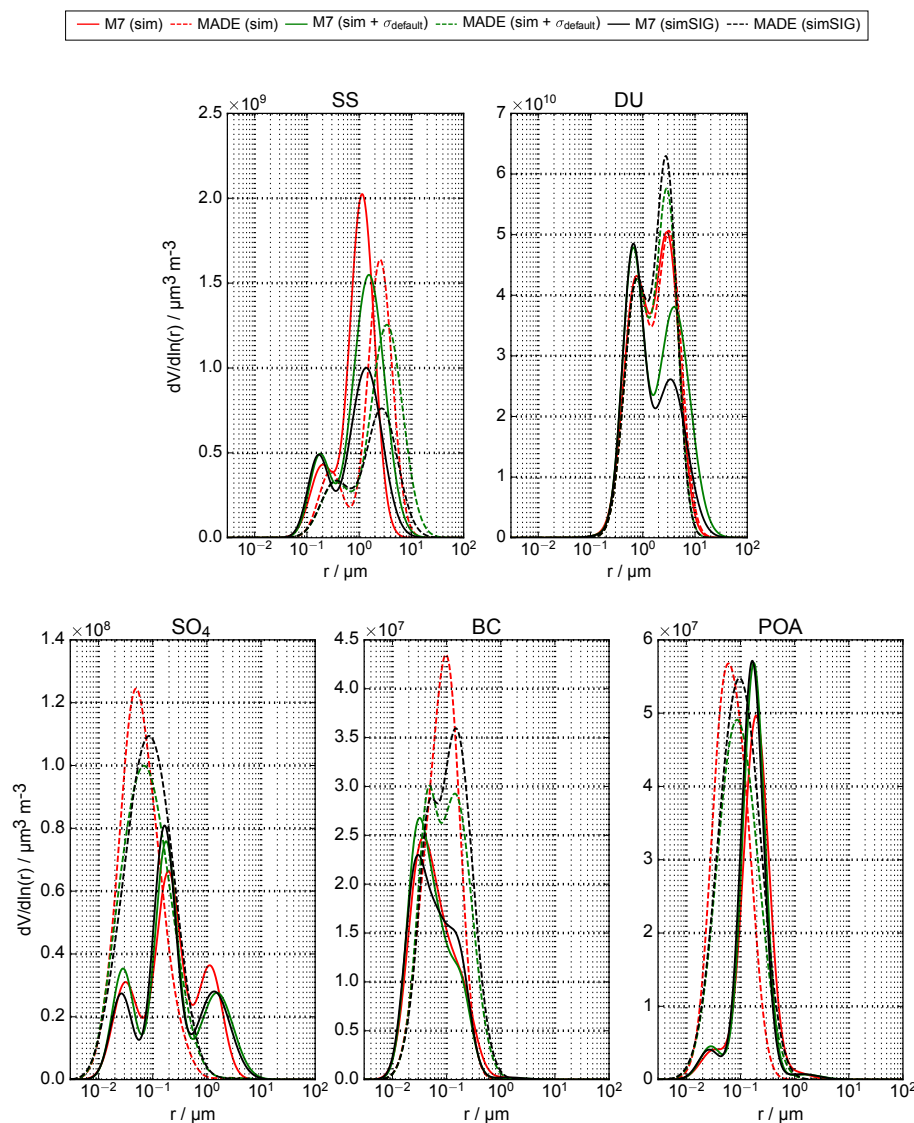 M7 (sim) MADE (sim) M7 (sim + σdefault) MADE (sim + σdefault) M7 (simSIG) MADE (simSIG)
SS DU
×10⁹ ×10¹⁰
2.5 7
6
2.0
5
1.5
4
3
1.0
2
0.5
1
0.0 0
10⁻² 10⁻¹ 10⁰ 10¹ 10² 10⁻² 10⁻¹ 10⁰ 10¹ 10²
r / µm r / µm
dV/dln(r) / µm³ m-3
SO₄ BC POA
×10⁸ ×10⁷ ×10⁷
1.4 4.5 6
4.0
1.2
5
3.5
1.0
3.0
4
0.8
2.5
3
2.0
0.6
1.5
2
0.4
1.0
1
0.2
0.5
0.0 0.0 0
10⁻² 10⁻¹ 10⁰ 10¹ 10² 10⁻² 10⁻¹ 10⁰ 10¹ 10² 10⁻² 10⁻¹ 10⁰ 10¹ 10²
r / µm r / µm r / µm
dV/dln(r) / µm³ m-3